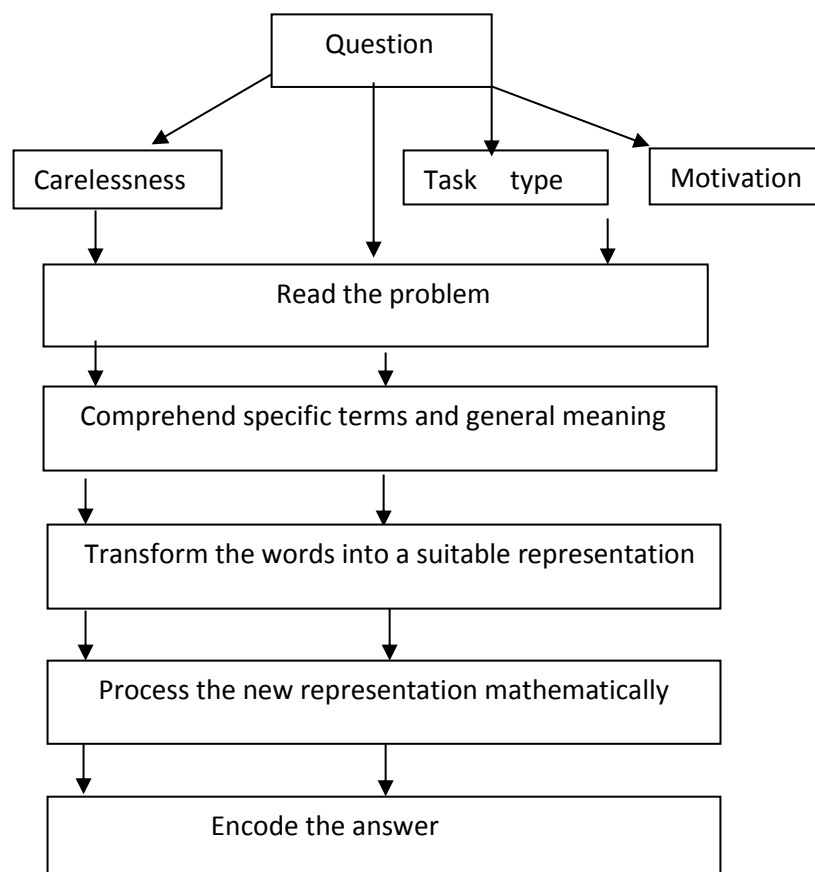 Question
Carelessness
Task type
Motivation
Read the problem
Comprehend specific terms and general meaning
Transform the words into a suitable representation
Process the new representation mathematically
Encode the answer